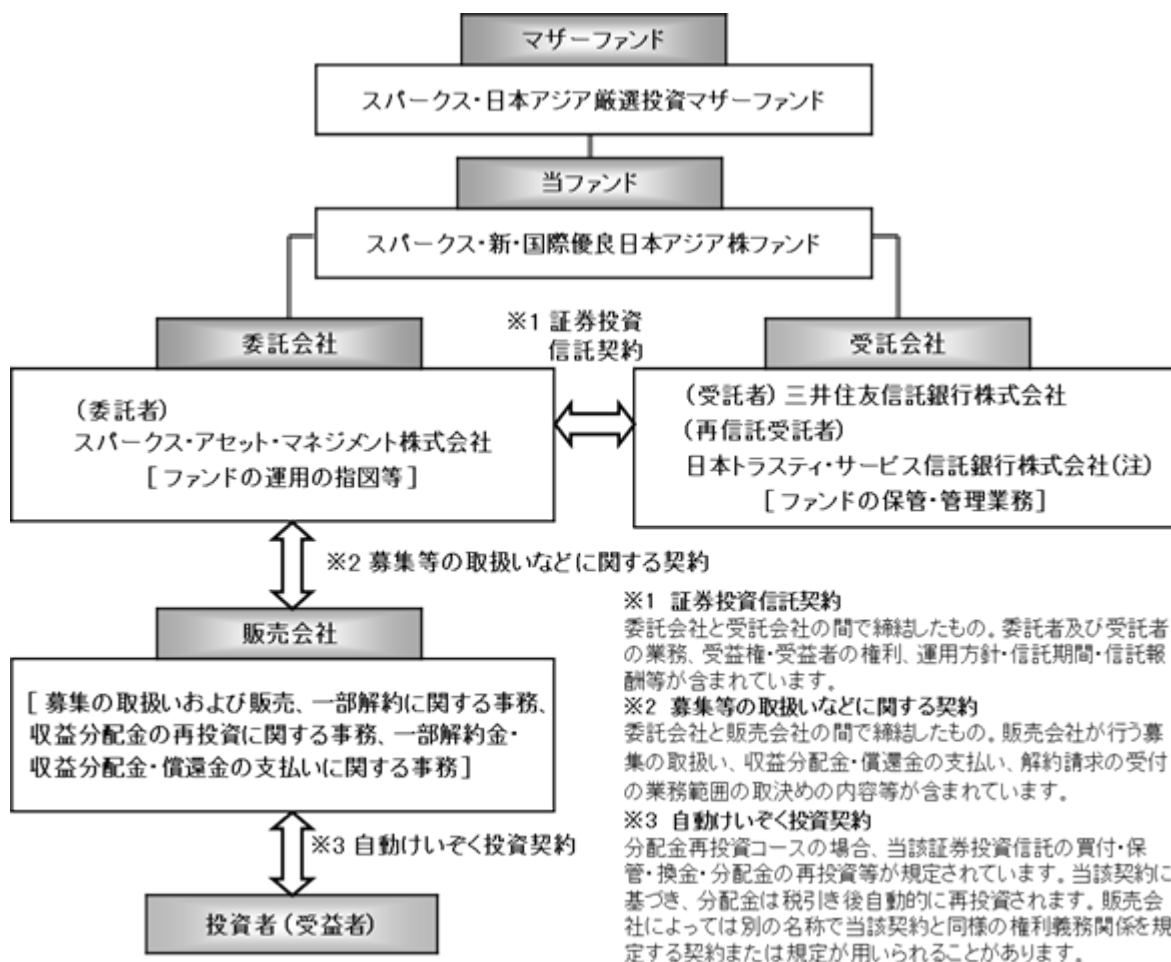 マザーファンド
スパークス・日本アジア厳選投資マザーファンド
当ファンド
スパークス・新・国際優良日本アジア株ファンド
※1 証券投資
信託契約
委託会社
(委託者)
スパークス・アセット・マネジメント株式会社
[ファンドの運用の指図等]
受託会社
(受託者) 三井住友信託銀行株式会社
(再信託受託者)
日本トラスティ・サービス信託銀行株式会社(注)
[ファンドの保管・管理業務]
※2 募集等の取扱いなどに関する契約
販売会社
[募集の取扱いおよび販売、一部解約に関する事務、
収益分配金の再投資に関する事務、一部解約金・
収益分配金・償還金の支払いに関する事務]
※3 自動けいぞく投資契約
投資者(受益者)
※1 証券投資信託契約
委託会社と受託会社の間で締結したもの。委託者及び受託者
の業務、受益権・受益者の権利、運用方針・信託期間・信託報
酬等が含まれています。
※2 募集等の取扱いなどに関する契約
委託会社と販売会社の間で締結したもの。販売会社が行う募
集の取扱い、収益分配金・償還金の支払い、解約請求の受付
の業務範囲の取決めの内容等が含まれています。
※3 自動けいぞく投資契約
分配金再投資コースの場合、当該証券投資信託の買付・保
管・換金・分配金の再投資等が規定されています。当該契約に
基づき、分配金は税引き後自動的に再投資されます。販売会
社によっては別の名称で当該契約と同様の権利義務関係を規
定する契約または規定が用いられることがあります。